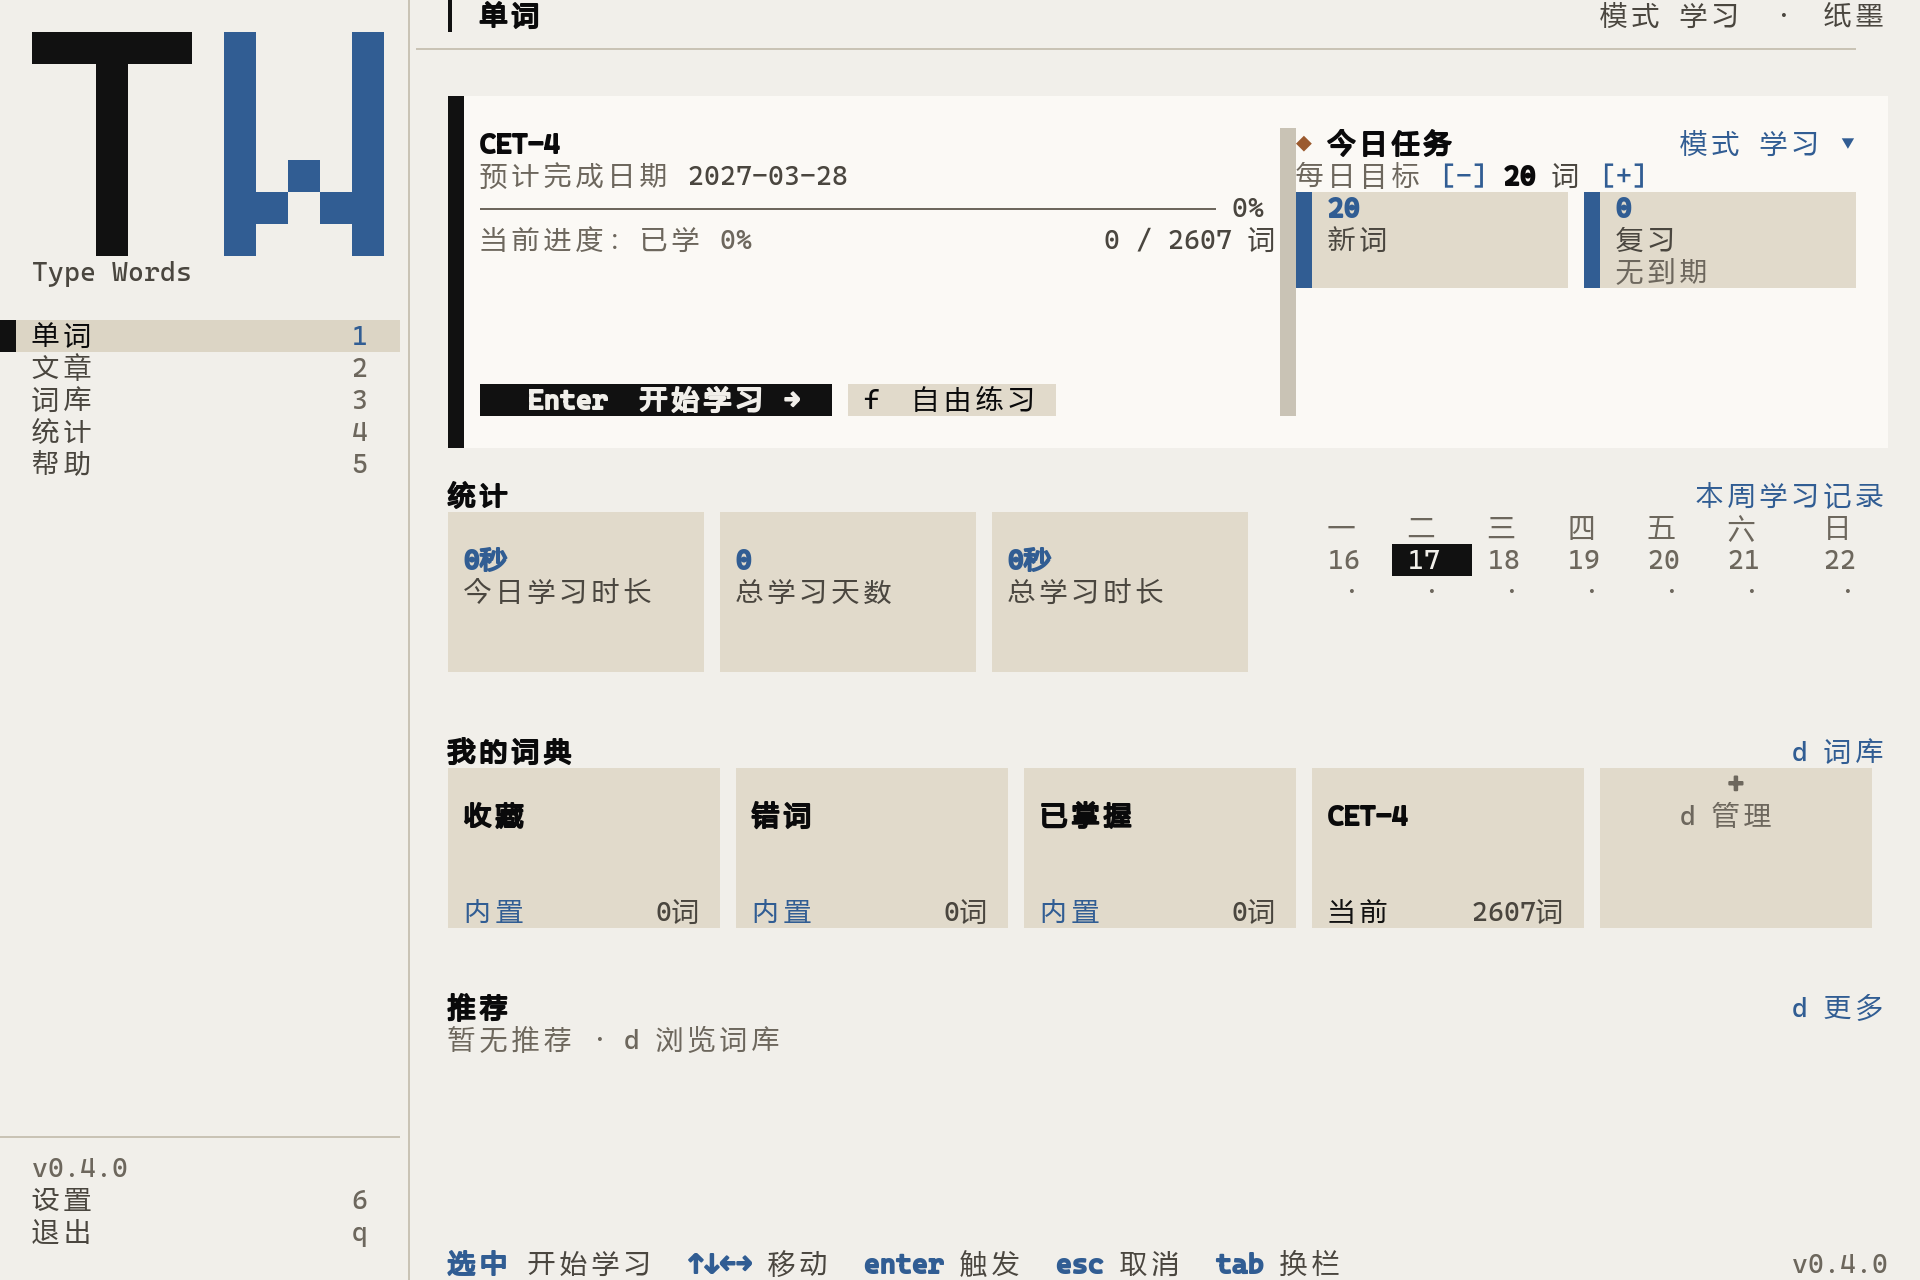 TW
Type Words
单词 1
文章 2
词库 3
统计 4
帮助 5
v0.4.0
设置 6
退出 q
单词 模式 学习 · 纸墨
CET-4
预计完成日期 2027-03-28
0%
当前进度: 已学 0% 0 / 2607 词
Enter 开始学习 → f 自由练习
◆ 今日任务 模式 学习 ▼
每日目标 [-] 20 词 [+]
20
新词
0
复习
无到期
统计 本周学习记录
0秒
今日学习时长
0
总学习天数
0秒
总学习时长
一 二 三 四 五 六 日
16 17 18 19 20 21 22
· · · · · · ·
我的词典 d 词库
收藏
内置 0词
错词
内置 0词
已掌握
内置 0词
CET-4
当前 2607词
+
d 管理
推荐 d 更多
暂无推荐 · d 浏览词库
选中 开始学习 ↑↓←→ 移动 enter 触发 esc 取消 tab 换栏 v0.4.0